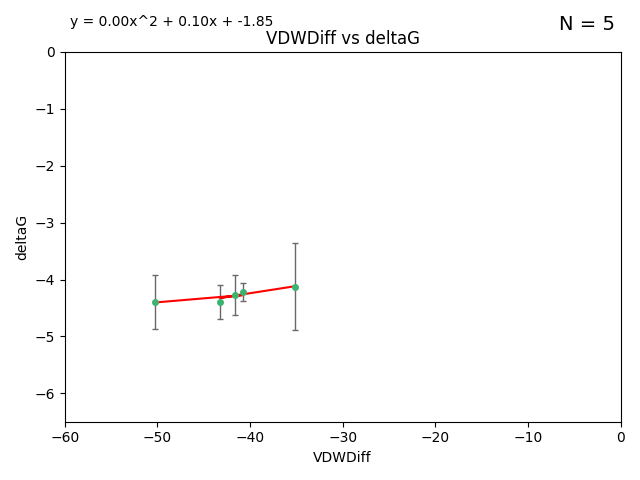 y = 0.00x^2 + 0.10x + -1.85
N = 5
VDWDiff vs deltaG
0
−1
−2
−3
−4
−5
−6
deltaG
−60 −50 −40 −30 −20 −10 0
VDWDiff